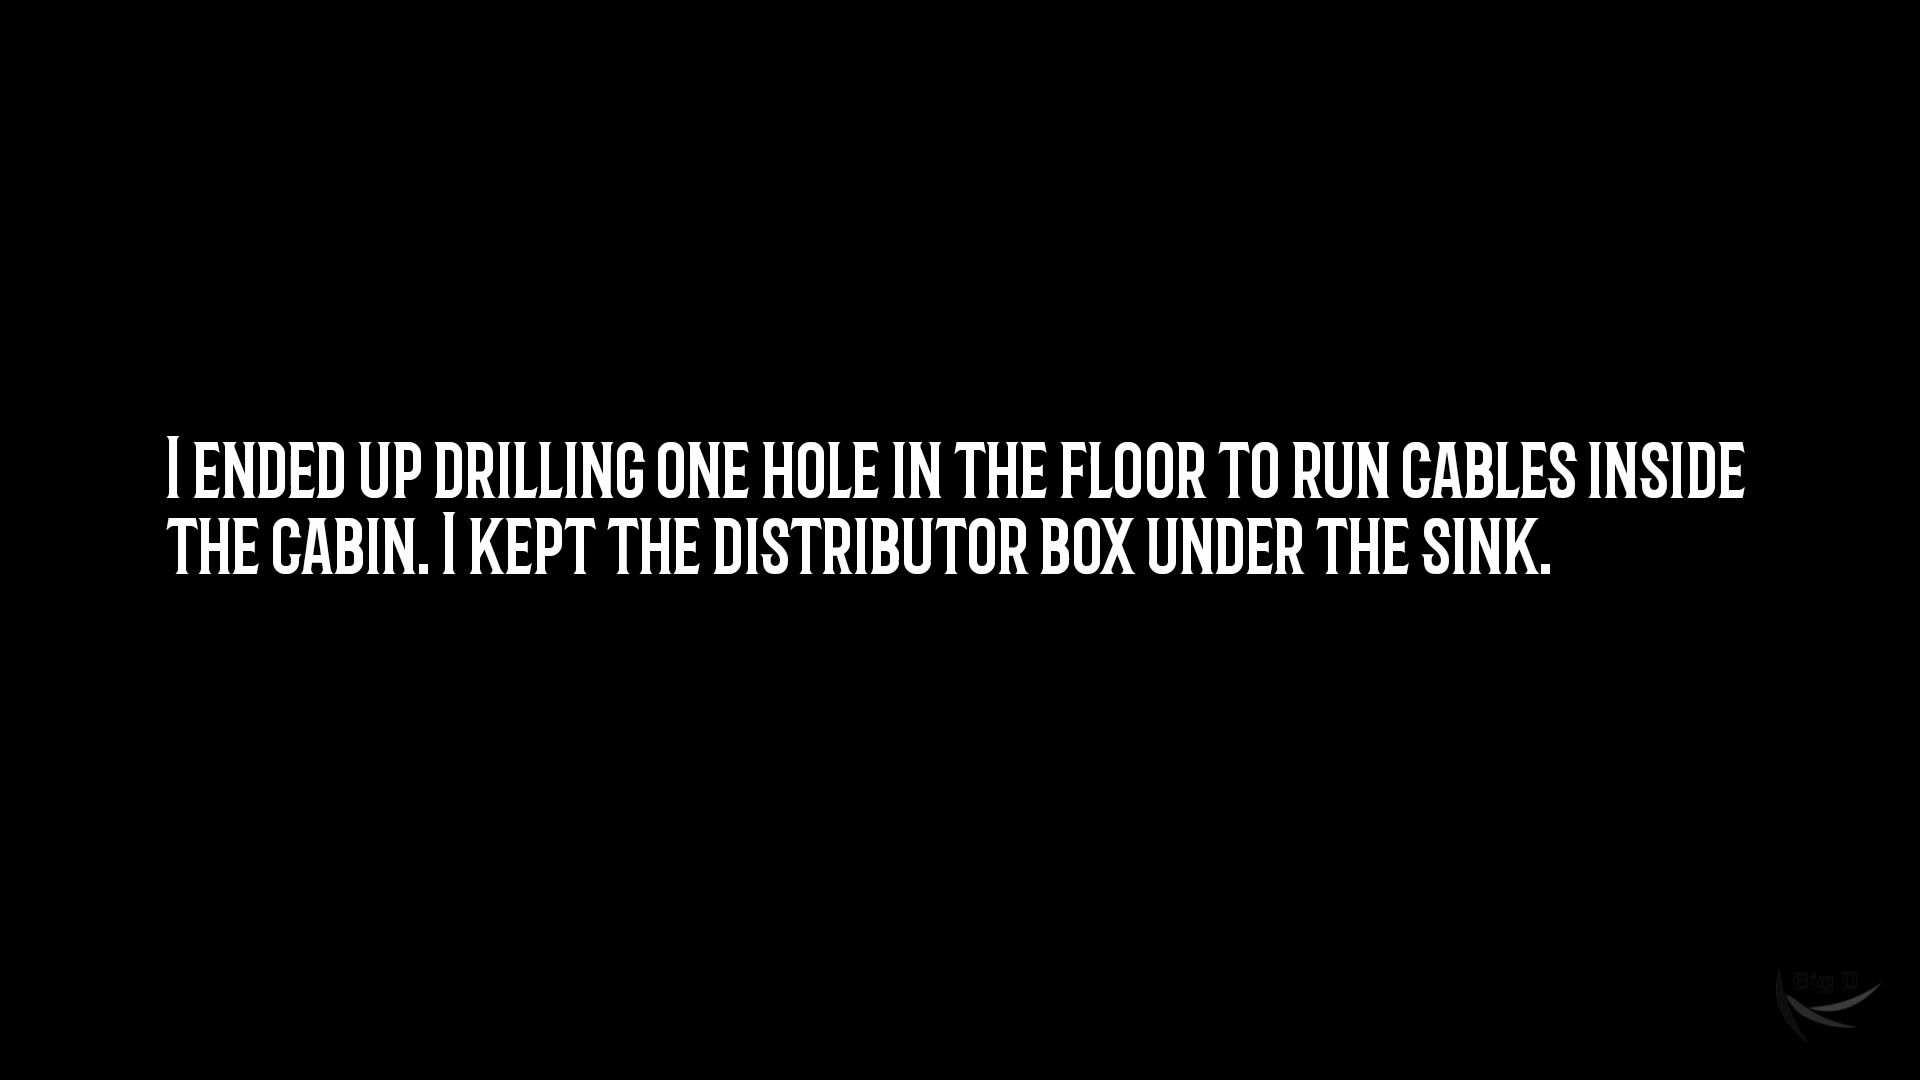 I ENDED UP DRILLING ONE HOLE IN THE FLOOR TO RUN CABLES INSIDE
THE CABIN. I KEPT THE DISTRIBUTOR BOX UNDER THE SINK.
Big D